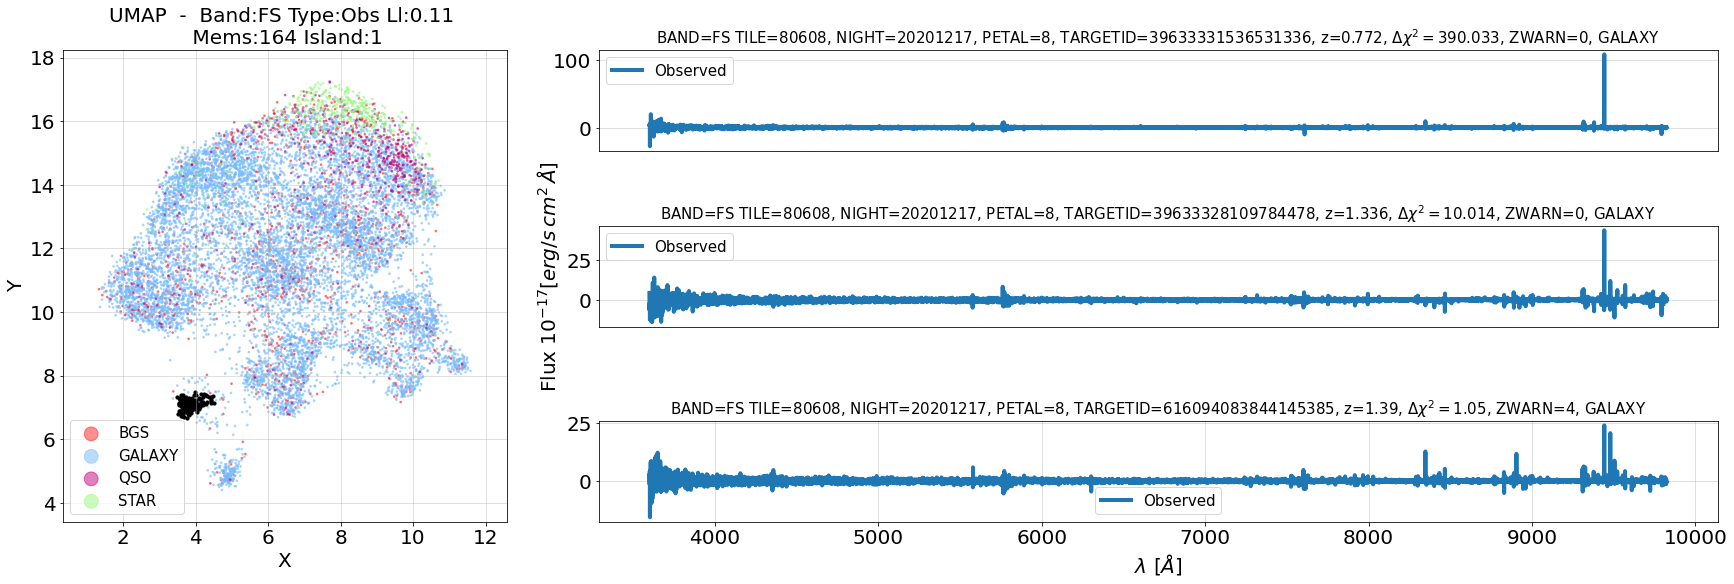 UMAP  -  Band:FS Type:Obs Ll:0.11
Mems:164 Island:1
18
16
14
12
10
8
6
4
Y
BGS
GALAXY
QSO
STAR
2 4 6 8 10 12
X
BAND=FS TILE=80608, NIGHT=20201217, PETAL=8, TARGETID=39633331536531336, z=0.772, Δχ² = 390.033, ZWARN=0, GALAXY
100
0
Observed
BAND=FS TILE=80608, NIGHT=20201217, PETAL=8, TARGETID=39633328109784478, z=1.336, Δχ² = 10.014, ZWARN=0, GALAXY
25
0
Observed
Flux 10⁻¹⁷[erg/s cm² Å]
BAND=FS TILE=80608, NIGHT=20201217, PETAL=8, TARGETID=616094083844145385, z=1.39, Δχ² = 1.05, ZWARN=4, GALAXY
25
0
Observed
4000 5000 6000 7000 8000 9000 10000
λ [Å]